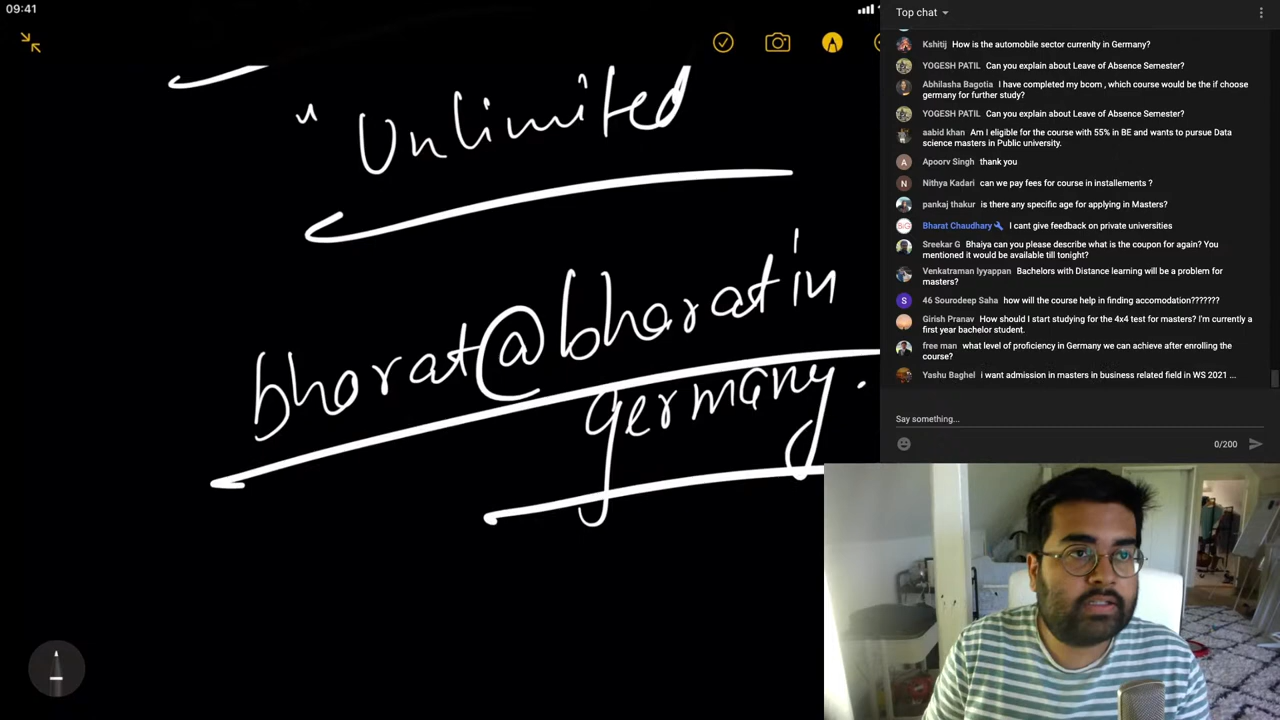 09:41
" Unlimited
bharat@bharatin
germany.
Top chat
Kshitij How is the automobile sector currenlty in Germany?
YOGESH PATIL Can you explain about Leave of Absence Semester?
Abhilasha Bagotia I have completed my bcom , which course would be the if choose
germany for further study?
YOGESH PATIL Can you explain about Leave of Absence Semester?
aabid khan Am I eligible for the course with 55% in BE and wants to pursue Data
science masters in Public university.
A Apoorv Singh thank you
N Nithya Kadari can we pay fees for course in installements ?
pankaj thakur is there any specific age for applying in Masters?
BIG Bharat Chaudhary I cant give feedback on private universities
Sreekar G Bhaiya can you please describe what is the coupon for again? You
mentioned it would be available till tonight?
Venkatraman Iyyappan Bachelors with Distance learning will be a problem for
masters?
S 46 Sourodeep Saha how will the course help in finding accomodation???????
Girish Pranav How should I start studying for the 4x4 test for masters? I'm currently a
first year bachelor student.
free man what level of proficiency in Germany we can achieve after enrolling the
course?
Yashu Baghel i want admission in masters in business related field in WS 2021 ...
Say something...
0/200